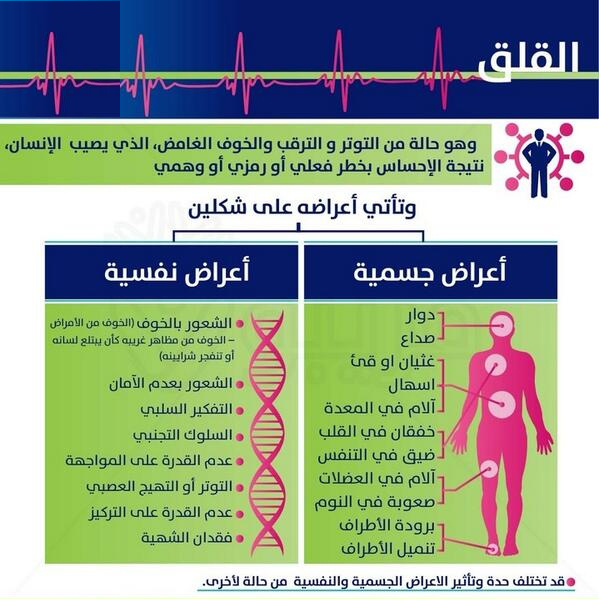 القلق
وهو حالة من التوتر و الترقب والخوف الغامض، الذي يصيب الإنسان،
نتيجة الإحساس بخطر فعلي أو رمزي أو وهمي
وتأتي أعراضه على شكلين
أعراض جسمية
دوار
صداع
غثيان او قئ
اسهال
آلام في المعدة
خفقان في القلب
ضيق في التنفس
آلام في العضلات
صعوبة في النوم
برودة الأطراف
تنميل الأطراف
أعراض نفسية
الشعور بالخوف (الخوف من الأمراض
– الخوف من مظاهر غريبه كأن يبتلع لسانه
أو تنفجر شرايينه)
الشعور بعدم الآمان
التفكير السلبي
السلوك التجنبي
عدم القدرة على المواجهة
التوتر أو التهيج العصبي
عدم القدرة على التركيز
فقدان الشهية
قد تختلف حدة وتأثير الاعراض الجسمية والنفسية من حالة لأخرى.